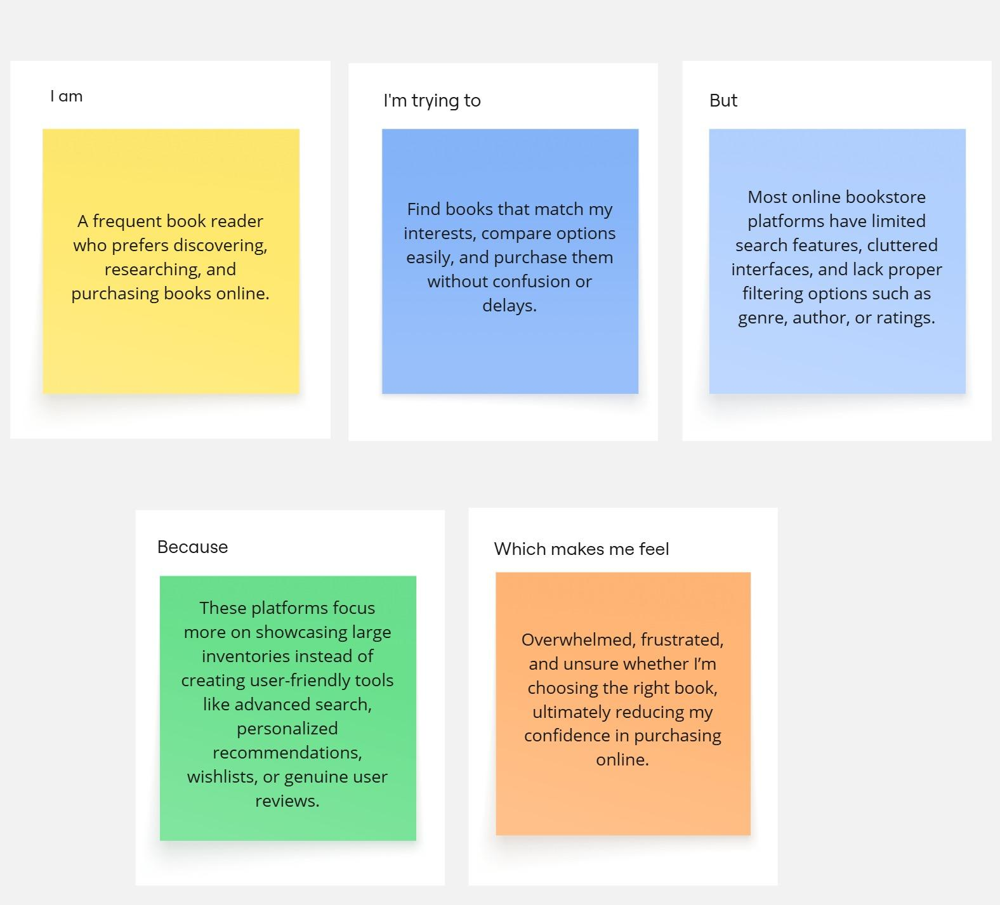 I am
A frequent book reader
who prefers discovering,
researching, and
purchasing books online.
I'm trying to
Find books that match my
interests, compare options
easily, and purchase them
without confusion or
delays.
But
Most online bookstore
platforms have limited
search features, cluttered
interfaces, and lack proper
filtering options such as
genre, author, or ratings.
Because
These platforms focus
more on showcasing large
inventories instead of
creating user-friendly tools
like advanced search,
personalized
recommendations,
wishlists, or genuine user
reviews.
Which makes me feel
Overwhelmed, frustrated,
and unsure whether I’m
choosing the right book,
ultimately reducing my
confidence in purchasing
online.